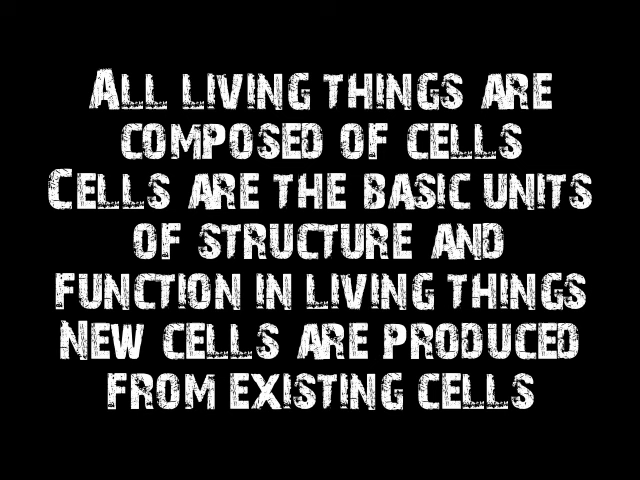 All living things are
composed of cells
Cells are the basic units
of structure and
function in living things
New cells are produced
from existing cells